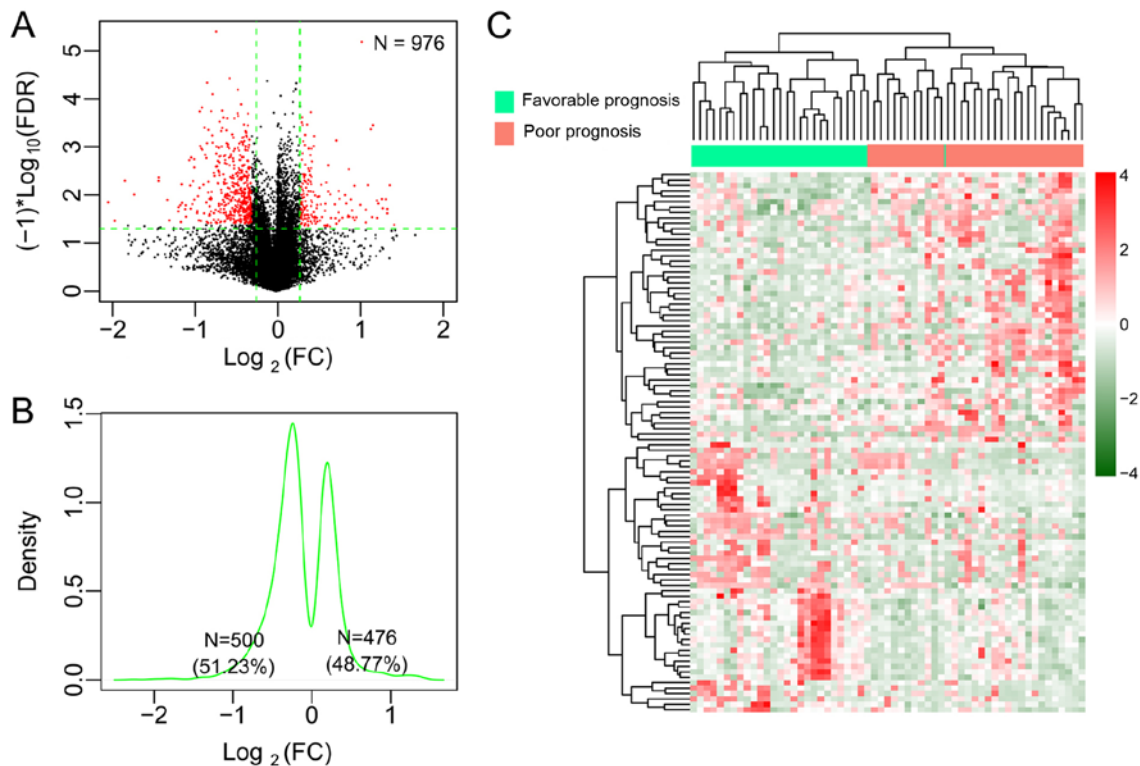 A
N = 976
(−1)*Log10(FDR)
5
4
3
2
1
0
−2
−1
0
1
2
Log 2 (FC)
B
Density
1.5
1.0
0.5
0.0
N=500
(51.23%)
N=476
(48.77%)
−2
−1
0
1
Log 2 (FC)
C
Favorable prognosis
Poor prognosis
4
2
0
−2
−4